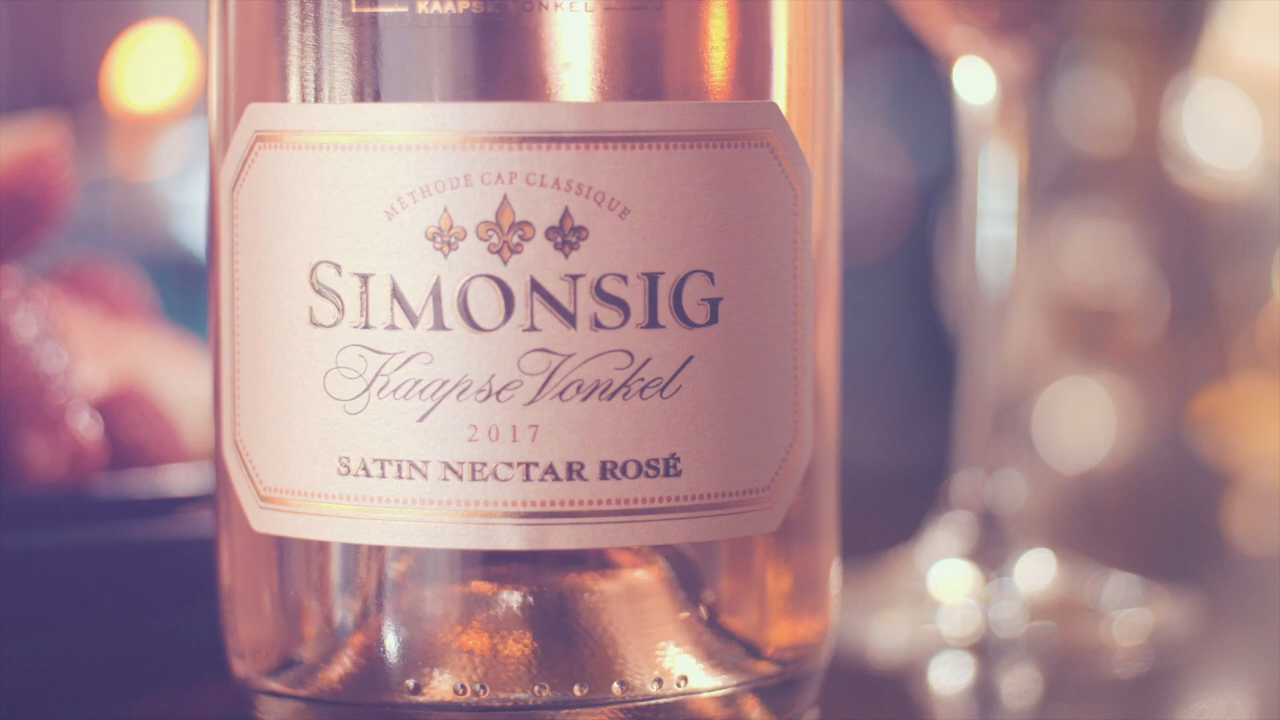 KAAPSE VONKEL
MÉTHODE CAP CLASSIQUE
SIMONSIG
Kaapse Vonkel
2017
SATIN NECTAR ROSÉ